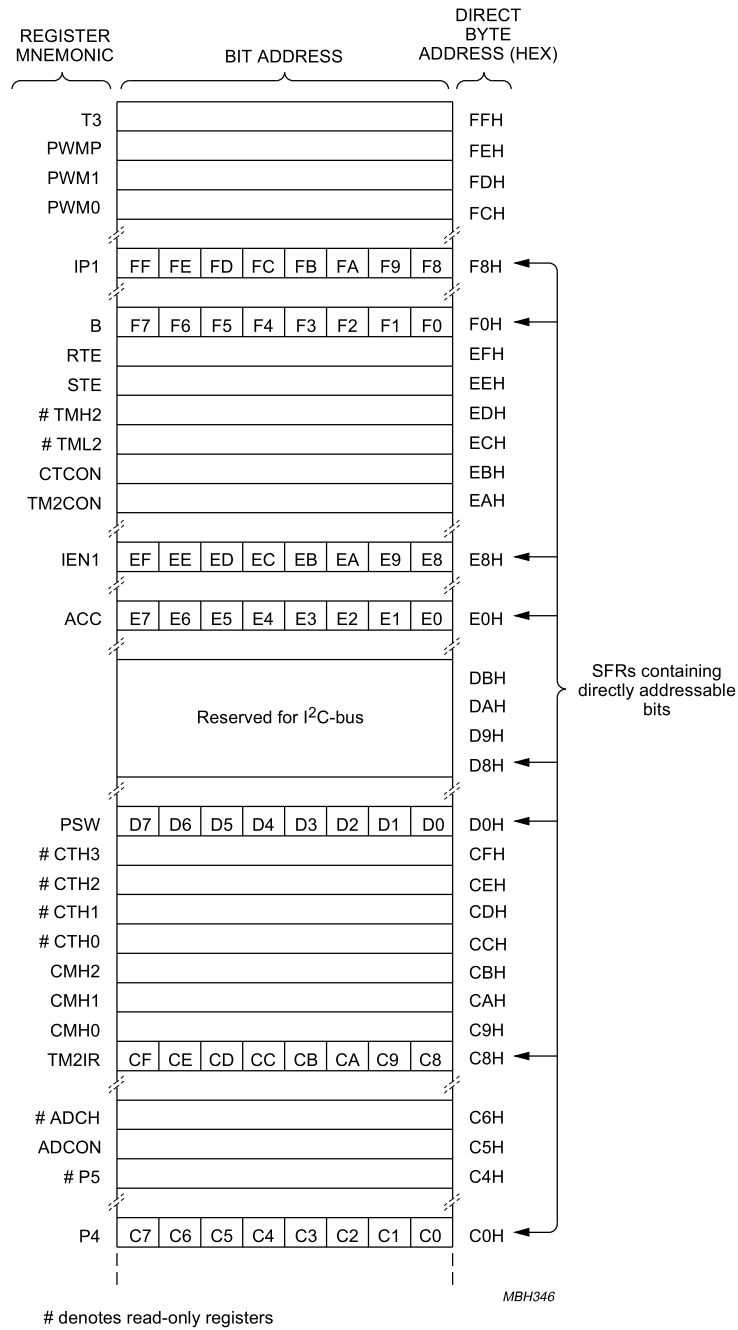 REGISTER
MNEMONIC
BIT ADDRESS
DIRECT
BYTE
ADDRESS (HEX)
T3 FFH
PWMP FEH
PWM1 FDH
PWM0 FCH
IP1 FF FE FD FC FB FA F9 F8 F8H
B F7 F6 F5 F4 F3 F2 F1 F0 F0H
RTE EFH
STE EEH
# TMH2 EDH
# TML2 ECH
CTCON EBH
TM2CON EAH
IEN1 EF EE ED EC EB EA E9 E8 E8H
ACC E7 E6 E5 E4 E3 E2 E1 E0 E0H
SFRs containing
directly addressable
bits
DBH
Reserved for I2C-bus DAH
D9H
D8H
PSW D7 D6 D5 D4 D3 D2 D1 D0 D0H
# CTH3 CFH
# CTH2 CEH
# CTH1 CDH
# CTH0 CCH
CMH2 CBH
CMH1 CAH
CMH0 C9H
TM2IR CF CE CD CC CB CA C9 C8 C8H
# ADCH C6H
ADCON C5H
# P5 C4H
P4 C7 C6 C5 C4 C3 C2 C1 C0 C0H
MBH346
# denotes read-only registers